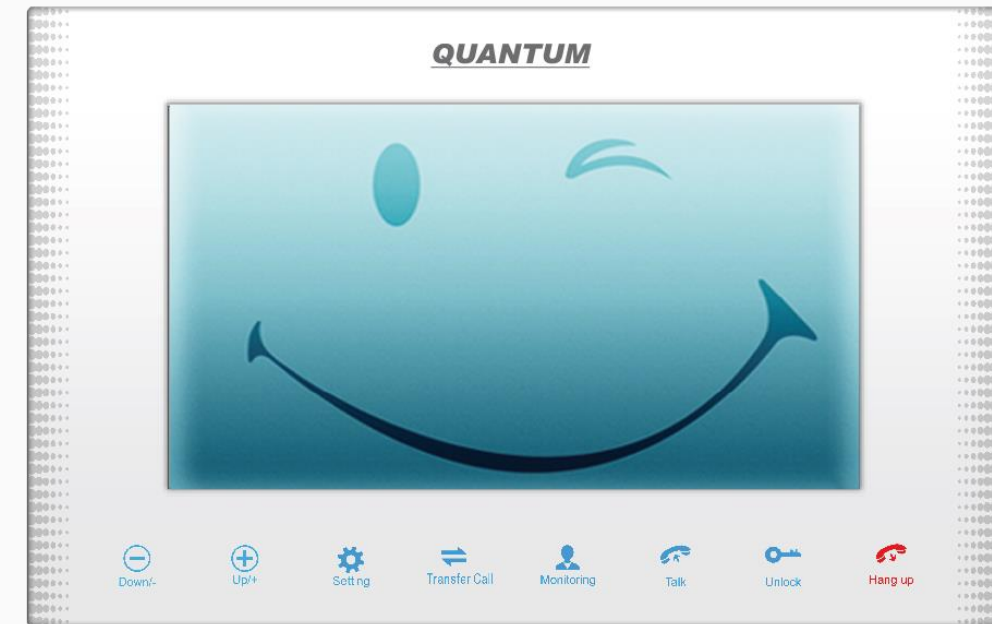 QUANTUM
Down/-
Up/+
Setting
Transfer Call
Monitoring
Talk
Unlock
Hang up